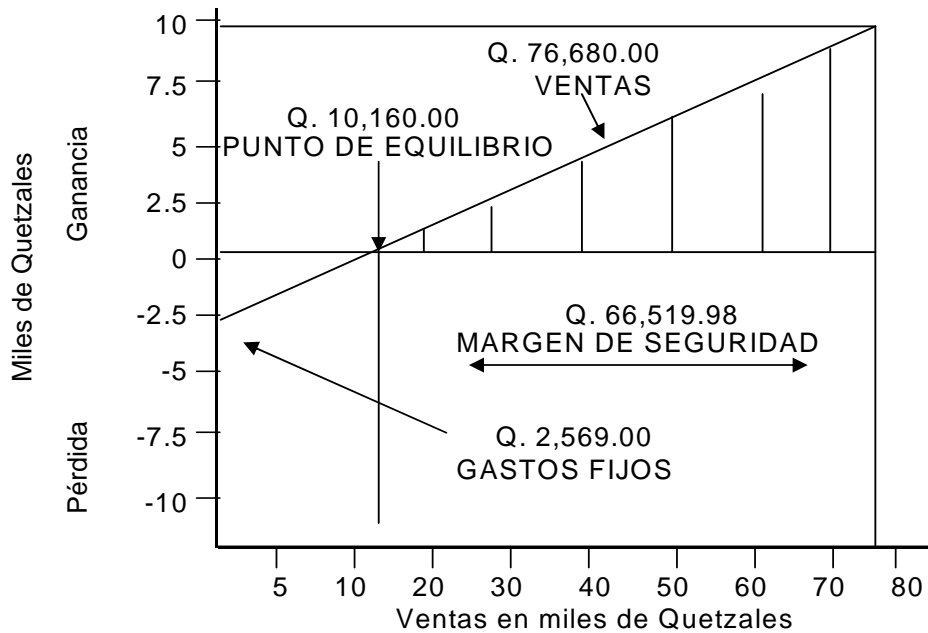 10
Q. 76,680.00
VENTAS
7.5
Q. 10,160.00
PUNTO DE EQUILIBRIO
5
2.5
0
-2.5
-5
-7.5
-10
Miles de Quetzales
Ganancia
Pérdida
Q. 66,519.98
MARGEN DE SEGURIDAD
Q. 2,569.00
GASTOS FIJOS
5 10 20 30 40 50 60 70 80
Ventas en miles de Quetzales